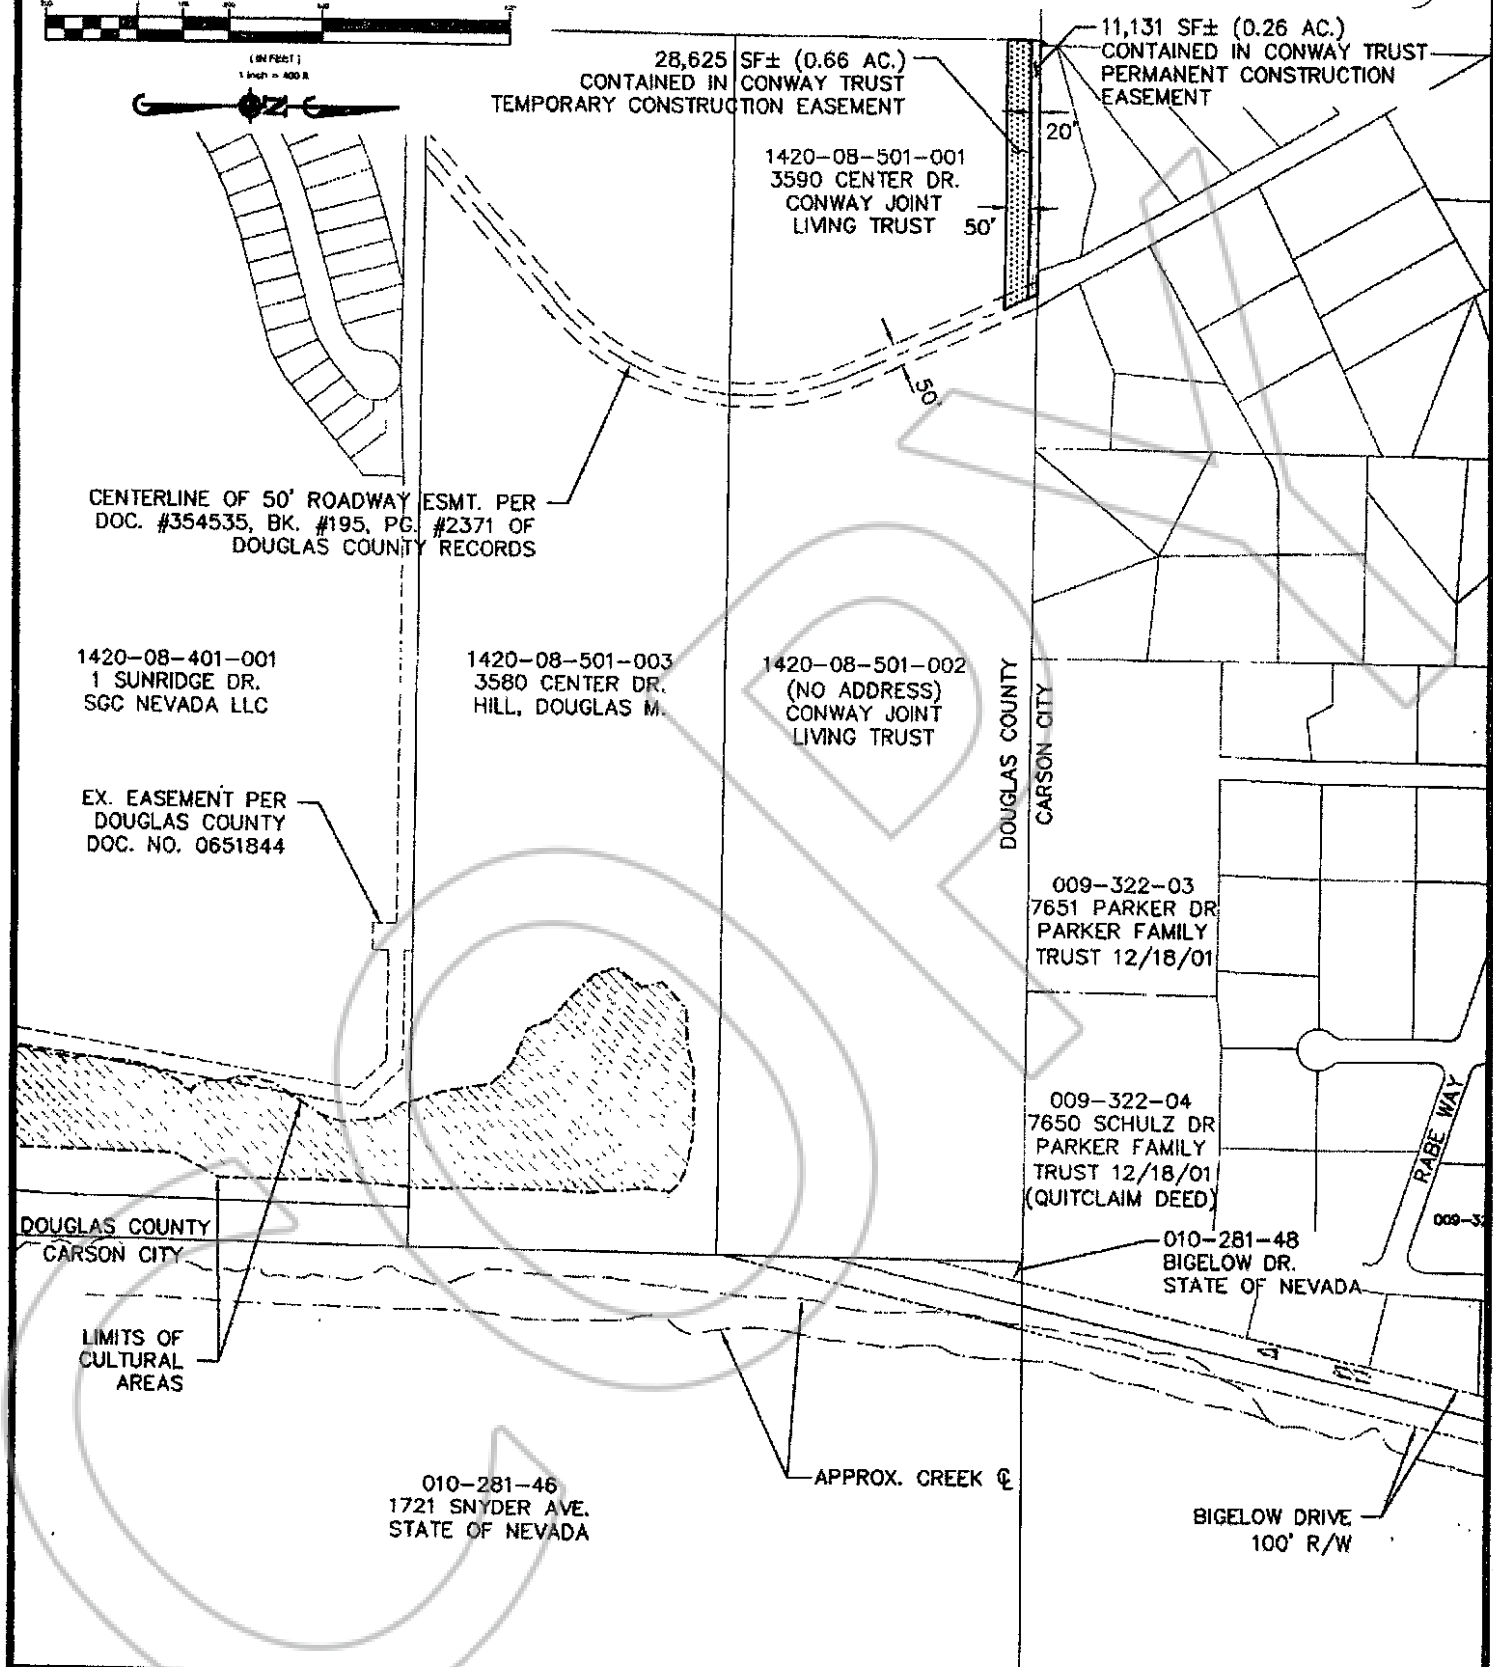 (IN FEET)
1 inch = 400 ft.
N
28,625 SF± (0.66 AC.)
CONTAINED IN CONWAY TRUST
TEMPORARY CONSTRUCTION EASEMENT
11,131 SF± (0.26 AC.)
CONTAINED IN CONWAY TRUST
PERMANENT CONSTRUCTION
EASEMENT
20'
1420-08-501-001
3590 CENTER DR.
CONWAY JOINT
LIVING TRUST
50'
50'
CENTERLINE OF 50' ROADWAY ESMT. PER
DOC. #354535, BK. #195, PG. #2371 OF
DOUGLAS COUNTY RECORDS
1420-08-401-001
1 SUNRIDGE DR.
SGC NEVADA LLC
1420-08-501-003
3580 CENTER DR.
HILL, DOUGLAS M.
1420-08-501-002
(NO ADDRESS)
CONWAY JOINT
LIVING TRUST
DOUGLAS COUNTY
CARSON CITY
EX. EASEMENT PER
DOUGLAS COUNTY
DOC. NO. 0651844
009-322-03
7651 PARKER DR
PARKER FAMILY
TRUST 12/18/01
009-322-04
7650 SCHULZ DR
PARKER FAMILY
TRUST 12/18/01
(QUITCLAIM DEED)
RABE WAY
009-32
DOUGLAS COUNTY
CARSON CITY
010-281-48
BIGELOW DR.
STATE OF NEVADA
LIMITS OF
CULTURAL
AREAS
APPROX. CREEK ℄
010-281-46
1721 SNYDER AVE.
STATE OF NEVADA
BIGELOW DRIVE
100' R/W
COPY